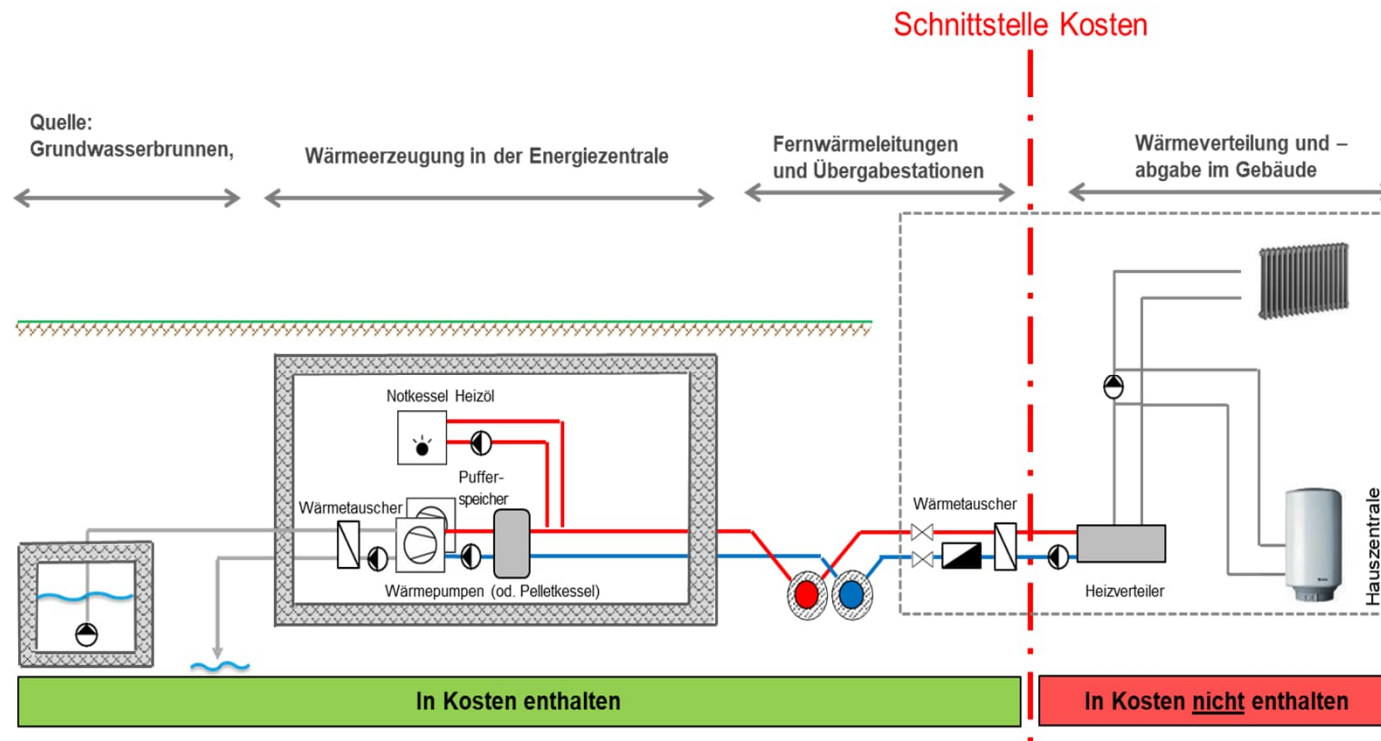 Schnittstelle Kosten
Quelle:
Grundwasserbrunnen,
Wärmeerzeugung in der Energiezentrale
Fernwärmeleitungen
und Übergabestationen
Wärmeverteilung und –
abgabe im Gebäude
Notkessel Heizöl
Puffer-
speicher
Wärmetauscher
Wärmepumpen (od. Pelletkessel)
Wärmetauscher
Heizverteiler
Hauszentrale
In Kosten enthalten
In Kosten nicht enthalten